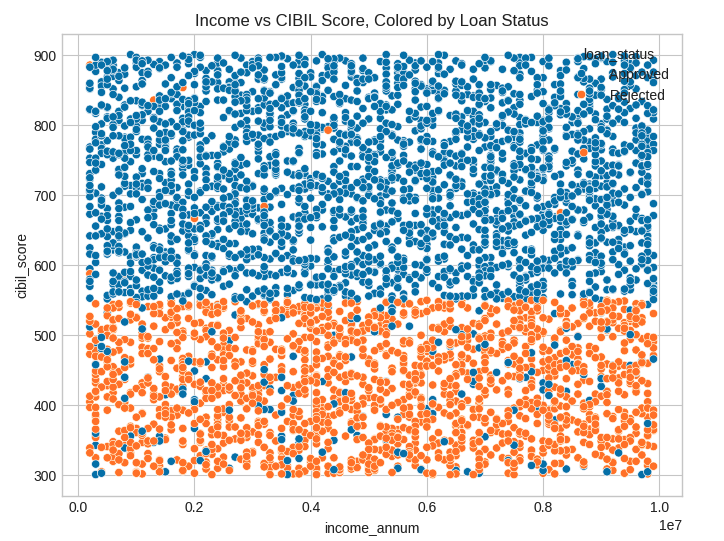 Income vs CIBIL Score, Colored by Loan Status
loan_status
Approved
Rejected
cibil_score
900
800
700
600
500
400
300
0.0 0.2 0.4 0.6 0.8 1.0
1e7
income_annum